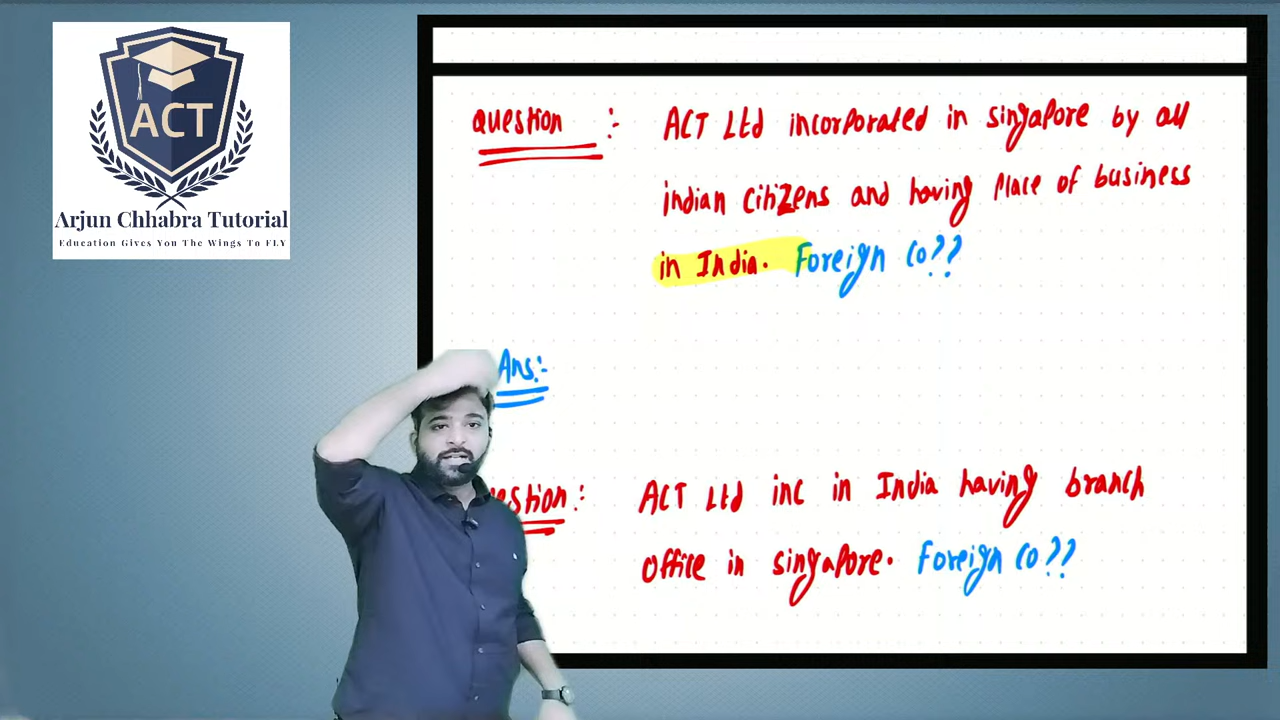 ACT
Arjun Chhabra Tutorial
Education Gives You The Wings To FLY
Question :- ACT Ltd incorporated in singapore by all
indian citizens and having Place of business
in India. Foreign co??
Ans:-
ACT Ltd inc in India having branch
office in singapore. Foreign co??